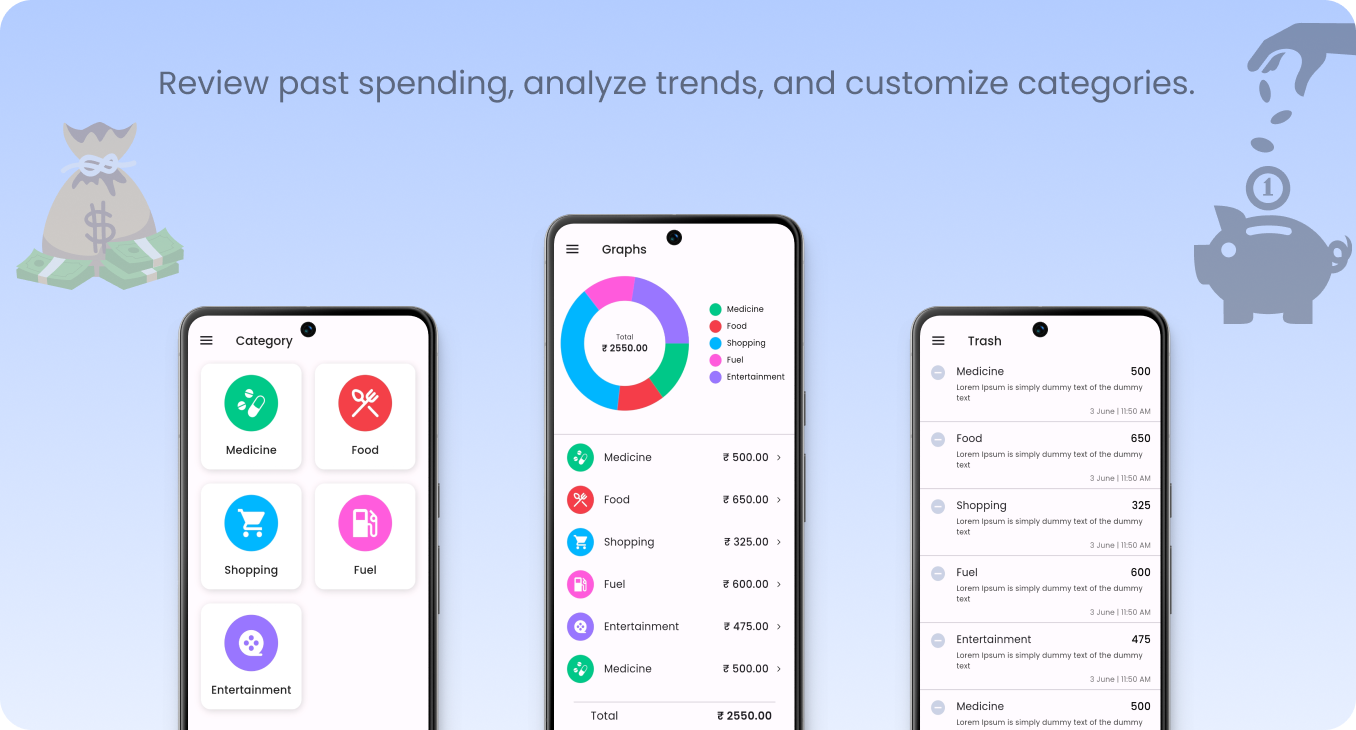 Review past spending, analyze trends, and customize categories.
$
1
Category
Medicine
Food
Shopping
Fuel
Entertainment
Graphs
Total
₹ 2550.00
Medicine
Food
Shopping
Fuel
Entertainment
Medicine ₹ 500.00
Food ₹ 650.00
Shopping ₹ 325.00
Fuel ₹ 600.00
Entertainment ₹ 475.00
Medicine ₹ 500.00
Total ₹ 2550.00
Trash
Medicine 500
Lorem Ipsum is simply dummy text of the dummy
text
3 June | 11:50 AM
Food 650
Lorem Ipsum is simply dummy text of the dummy
text
3 June | 11:50 AM
Shopping 325
Lorem Ipsum is simply dummy text of the dummy
text
3 June | 11:50 AM
Fuel 600
Lorem Ipsum is simply dummy text of the dummy
text
3 June | 11:50 AM
Entertainment 475
Lorem Ipsum is simply dummy text of the dummy
text
3 June | 11:50 AM
Medicine 500
Lorem Ipsum is simply dummy text of the dummy